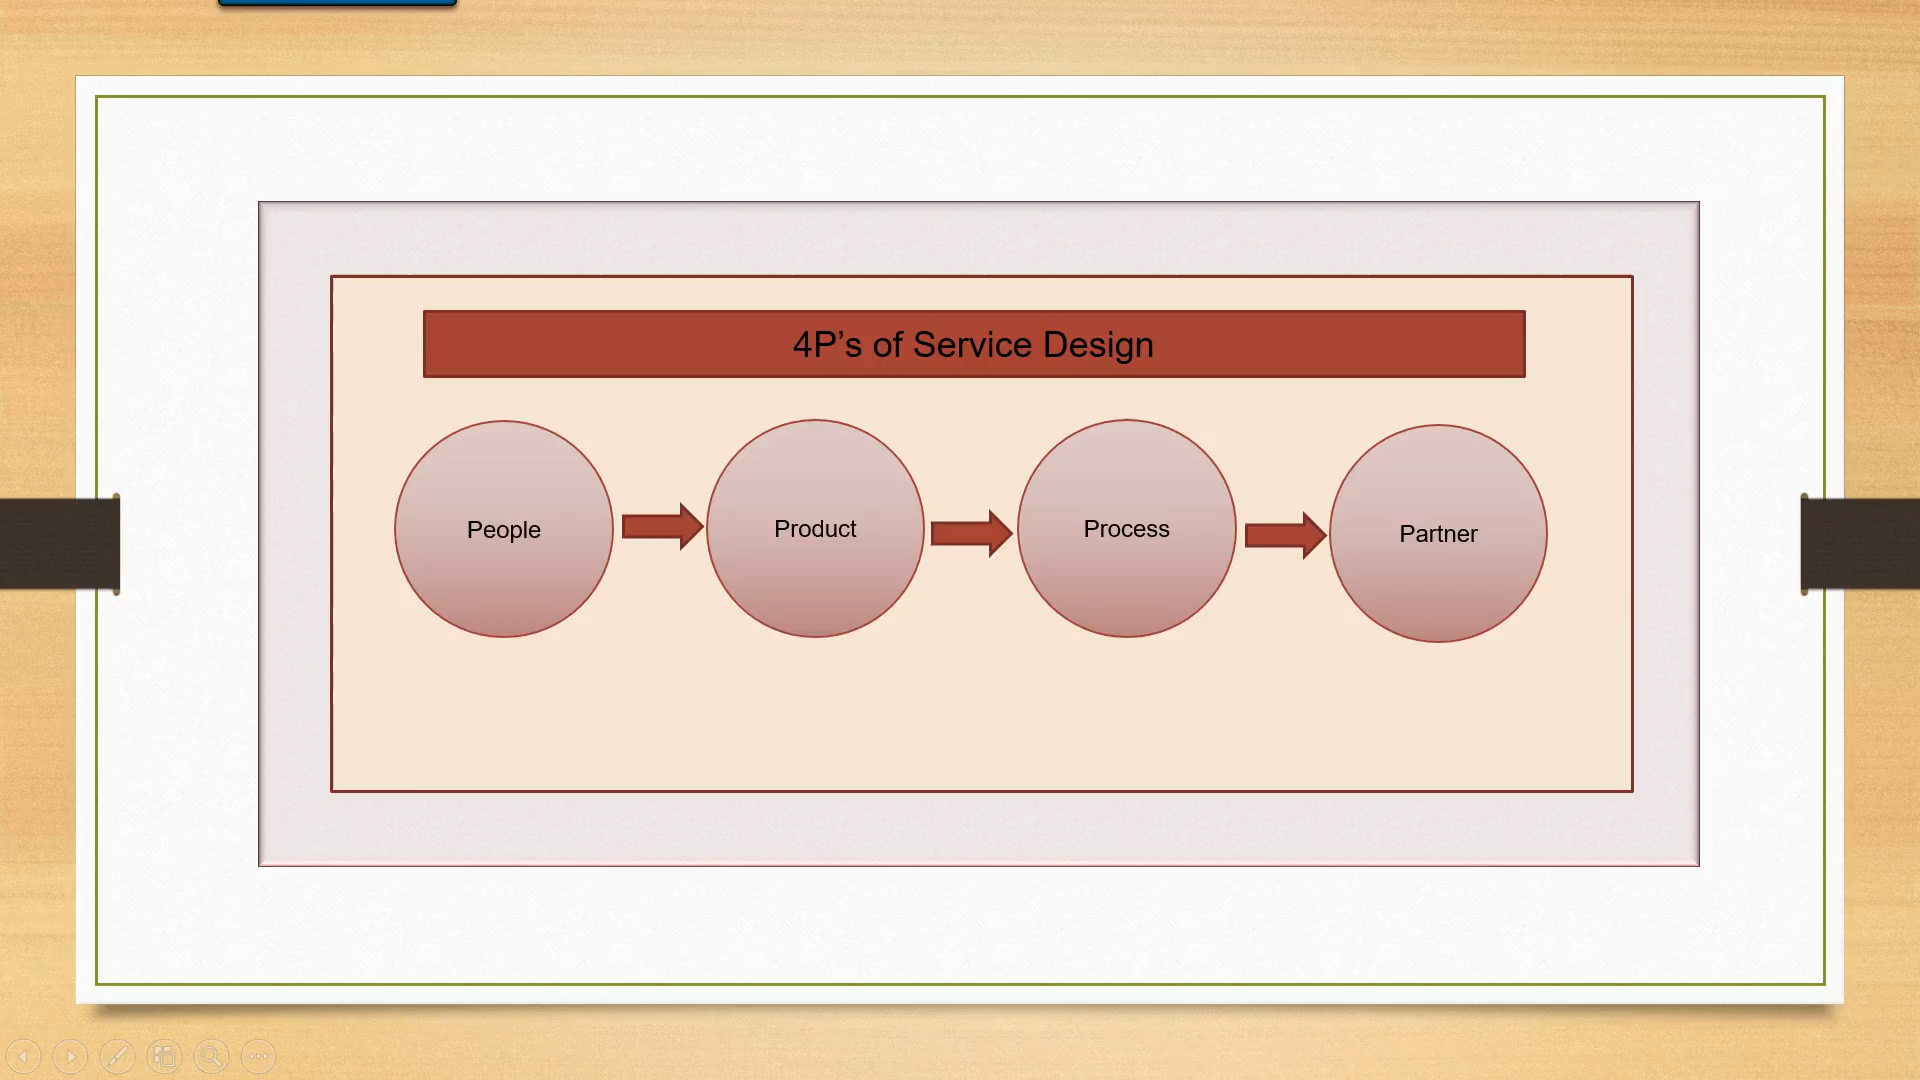 4P’s of Service Design
People
Product
Process
Partner